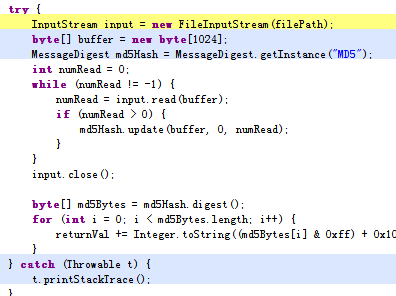 try {
InputStream input = new FileInputStream(filePath);
byte[] buffer = new byte[1024];
MessageDigest md5Hash = MessageDigest.getInstance("MD5");
int numRead = 0;
while (numRead != -1) {
numRead = input.read(buffer);
if (numRead > 0) {
md5Hash.update(buffer, 0, numRead);
}
}
input.close();
byte[] md5Bytes = md5Hash.digest();
for (int i = 0; i < md5Bytes.length; i++) {
returnVal += Integer.toString((md5Bytes[i] & 0xff) + 0x10
}
} catch (Throwable t) {
t.printStackTrace();
}